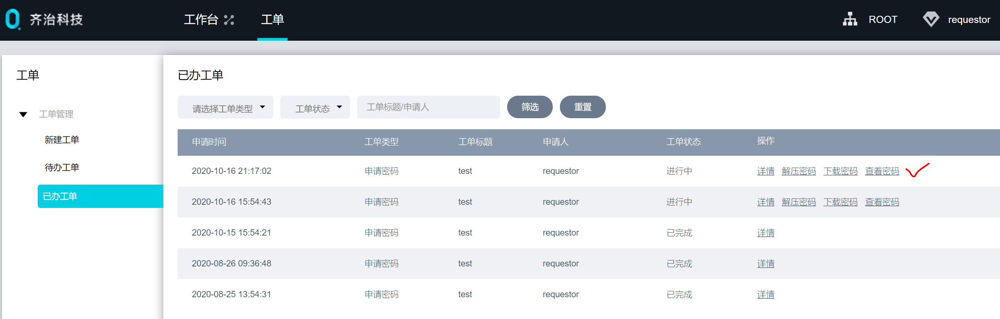 齐治科技 工作台 工单 ROOT requestor
工单
工单管理
新建工单
待办工单
已办工单
已办工单
请选择工单类型 工单状态 工单标题/申请人 筛选 重置
申请时间 工单类型 工单标题 申请人 工单状态 操作
2020-10-16 21:17:02 申请密码 test requestor 进行中 详情 解压密码 下载密码 查看密码
2020-10-16 15:54:43 申请密码 test requestor 进行中 详情 解压密码 下载密码 查看密码
2020-10-15 15:54:21 申请密码 test requestor 已完成 详情
2020-08-26 09:36:48 申请密码 test requestor 已完成 详情
2020-08-25 13:54:31 申请密码 test requestor 已完成 详情